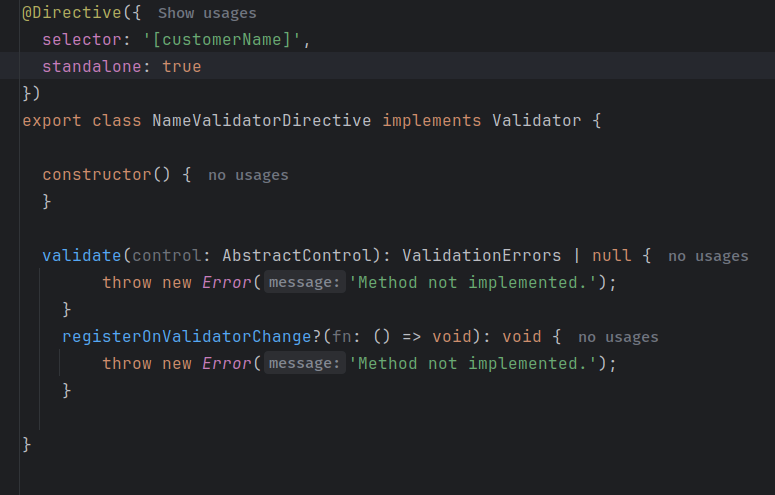 @Directive({ Show usages
  selector: '[customerName]',
  standalone: true
})
export class NameValidatorDirective implements Validator {
  constructor() { no usages
  }
  validate(control: AbstractControl): ValidationErrors | null { no usages
        throw new Error( message: 'Method not implemented.');
    }
    registerOnValidatorChange?(fn: () => void): void { no usages
        throw new Error( message: 'Method not implemented.');
    }
}